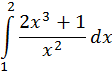 ∫₁² (2x³ + 1)/x² dx